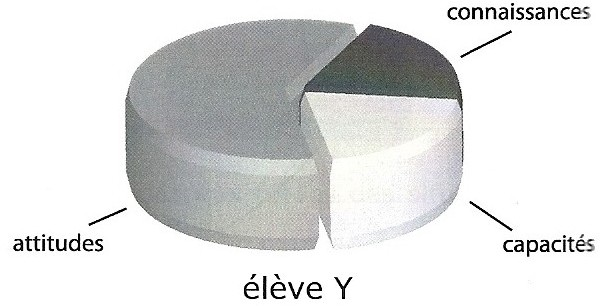 connaissances
attitudes
capacités
élève Y